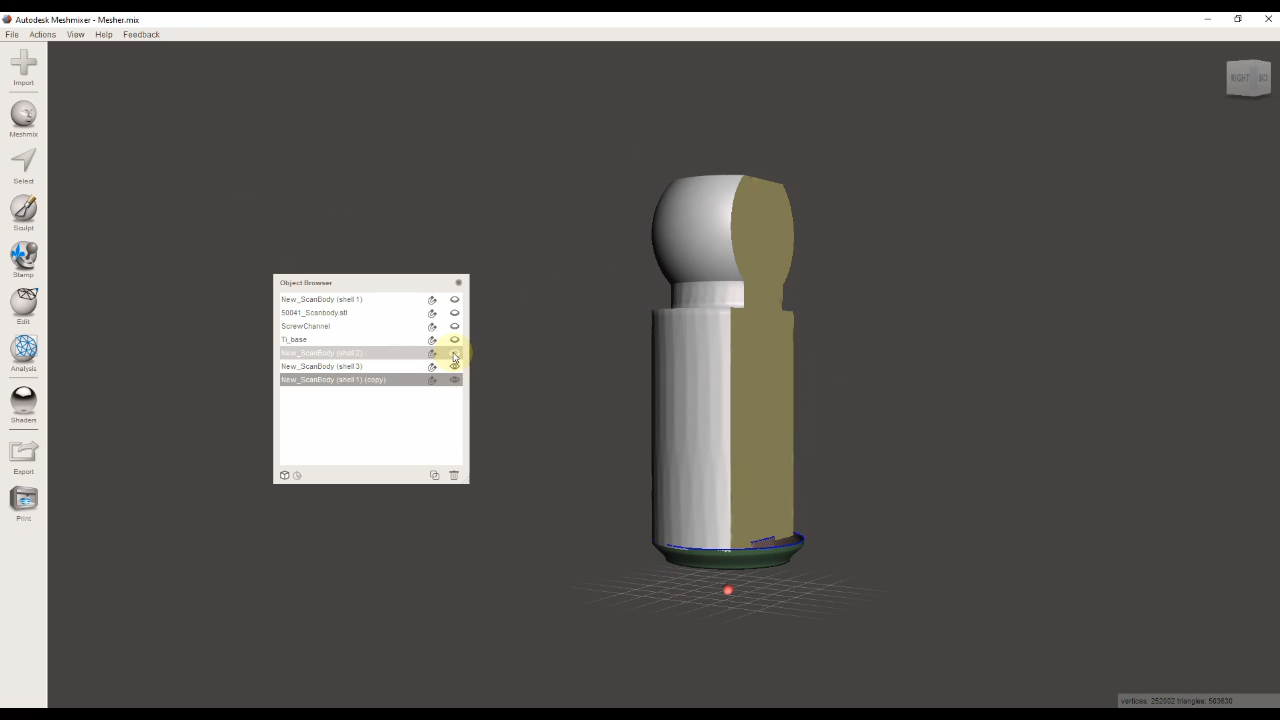 Autodesk Meshmixer - Mesher.mix
File Actions View Help Feedback
Import
Meshmix
Select
Sculpt
Stamp
Edit
Analysis
Shaders
Export
Print
Object Browser
New_ScanBody (shell 1)
50041_Scanbody.stl
ScrewChannel
Ti_base
New_ScanBody (shell 2)
New_ScanBody (shell 3)
New_ScanBody (shell 1) (copy)
RIGHT
vertices: 252002 triangles: 503630